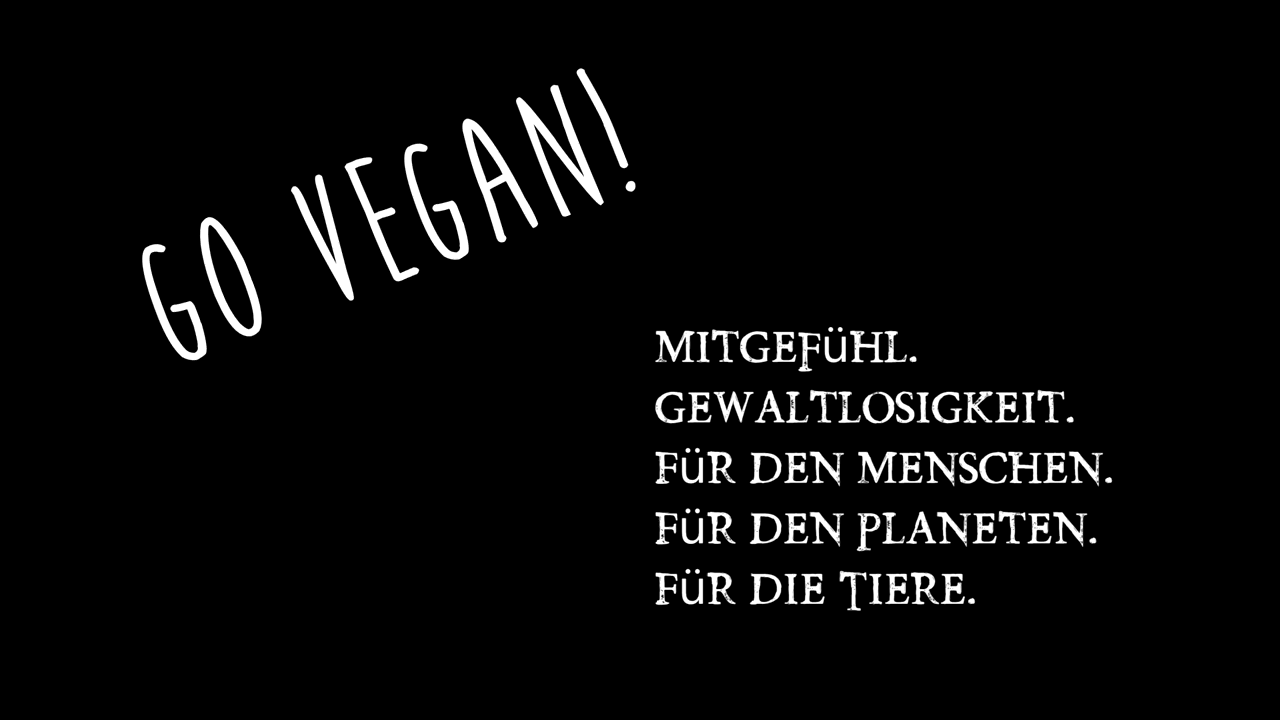 GO VEGAN!
MITGEFÜHL.
GEWALTLOSIGKEIT.
FÜR DEN MENSCHEN.
FÜR DEN PLANETEN.
FÜR DIE TIERE.